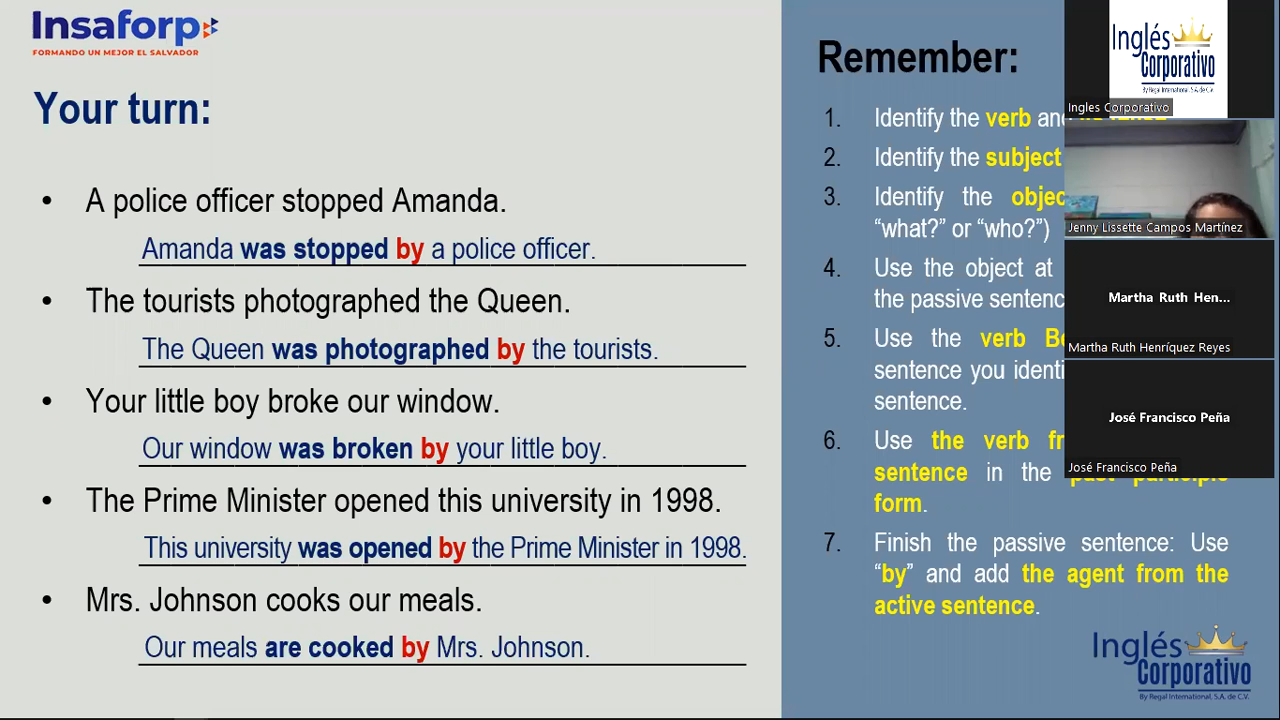 Insaforp
FORMANDO UN MEJOR EL SALVADOR
Your turn:
• A police officer stopped Amanda.
Amanda was stopped by a police officer.
• The tourists photographed the Queen.
The Queen was photographed by the tourists.
• Your little boy broke our window.
Our window was broken by your little boy.
• The Prime Minister opened this university in 1998.
This university was opened by the Prime Minister in 1998.
• Mrs. Johnson cooks our meals.
Our meals are cooked by Mrs. Johnson.
Remember:
1. Identify the verb and
2. Identify the subject
3. Identify the
“what?” or “who?”)
4. Use the object at
the passive
5. Use the verb
sentence you
sentence.
6. Use the verb
sentence in the past participle
form.
7. Finish the passive sentence: Use
“by” and add the agent from the
active sentence.
Inglés
Corporativo
By Regal International, S.A. de C.V.
Ingles Corporativo
Jenny Lissette Campos Martínez
Martha Ruth Hen...
Martha Ruth Henríquez Reyes
José Francisco Peña
José Francisco Peña
Inglés
Corporativo
By Regal International, S.A. de C.V.